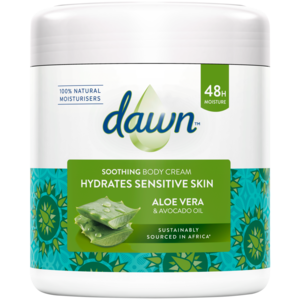 100% NATURAL
MOISTURISERS
48H
MOISTURE
dawn™
SOOTHING BODY CREAM
HYDRATES SENSITIVE SKIN
ALOE VERA
& AVOCADO OIL
SUSTAINABLY
SOURCED IN AFRICA*